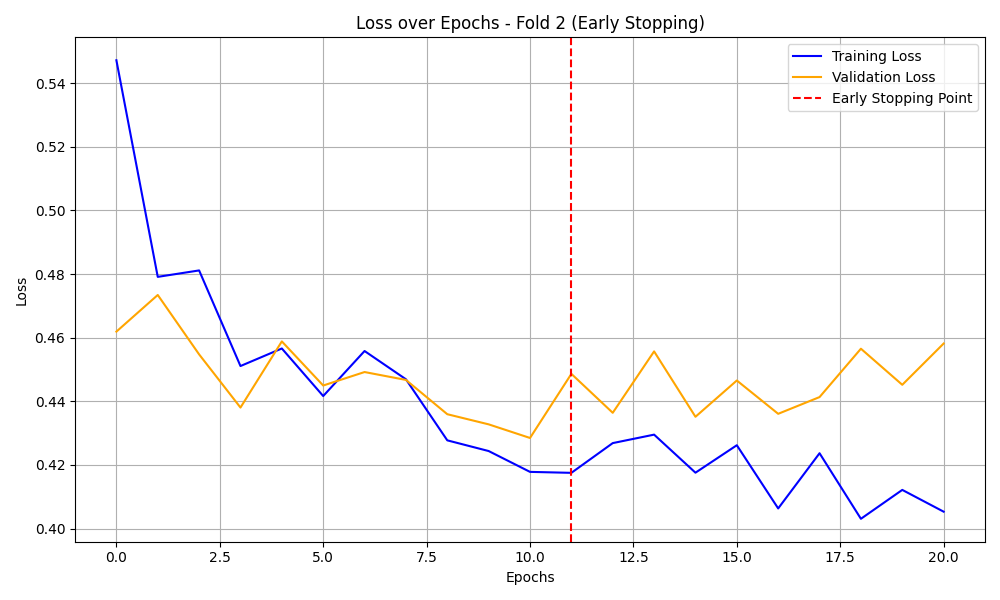 Loss over Epochs - Fold 2 (Early Stopping)
Training Loss
Validation Loss
Early Stopping Point
Loss
0.54
0.52
0.50
0.48
0.46
0.44
0.42
0.40
0.0 2.5 5.0 7.5 10.0 12.5 15.0 17.5 20.0
Epochs